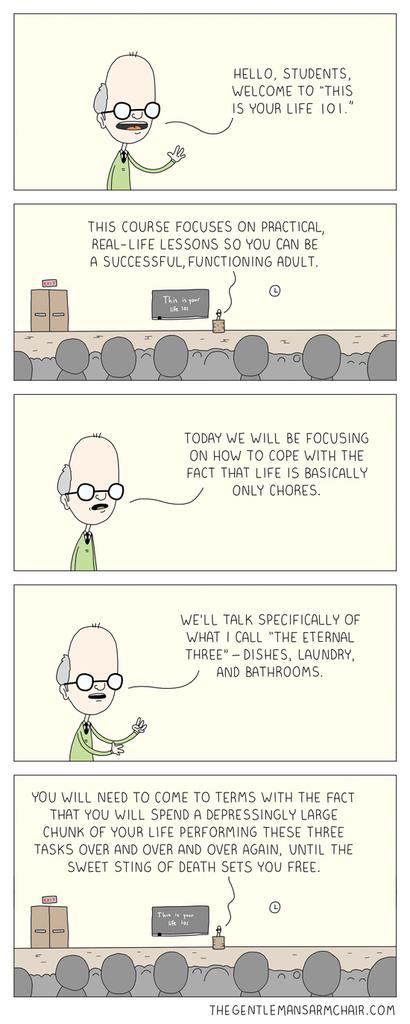 HELLO, STUDENTS,
WELCOME TO "THIS
IS YOUR LIFE 101."
THIS COURSE FOCUSES ON PRACTICAL,
REAL-LIFE LESSONS SO YOU CAN BE
A SUCCESSFUL, FUNCTIONING ADULT.
EXIT
This is your
life 101
TODAY WE WILL BE FOCUSING
ON HOW TO COPE WITH THE
FACT THAT LIFE IS BASICALLY
ONLY CHORES.
WE'LL TALK SPECIFICALLY OF
WHAT I CALL "THE ETERNAL
THREE" – DISHES, LAUNDRY,
AND BATHROOMS.
YOU WILL NEED TO COME TO TERMS WITH THE FACT
THAT YOU WILL SPEND A DEPRESSINGLY LARGE
CHUNK OF YOUR LIFE PERFORMING THESE THREE
TASKS OVER AND OVER AND OVER AGAIN, UNTIL THE
SWEET STING OF DEATH SETS YOU FREE.
EXIT
This is your
life 101
THEGENTLEMANSARMCHAIR.COM